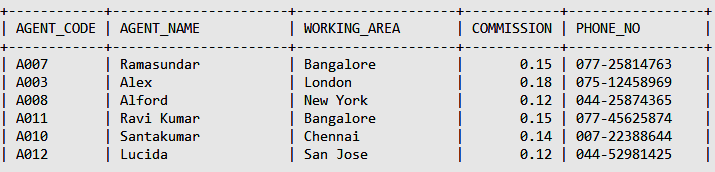 AGENT_CODE | AGENT_NAME | WORKING_AREA | COMMISSION | PHONE_NO
A007 | Ramasundar | Bangalore | 0.15 | 077-25814763
A003 | Alex | London | 0.18 | 075-12458969
A008 | Alford | New York | 0.12 | 044-25874365
A011 | Ravi Kumar | Bangalore | 0.15 | 077-45625874
A010 | Santakumar | Chennai | 0.14 | 007-22388644
A012 | Lucida | San Jose | 0.12 | 044-52981425